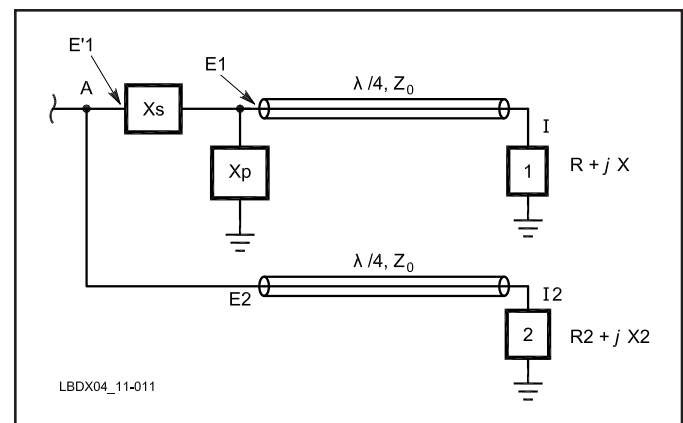 E'1
A
E1
λ /4, Z₀
Xs
I
Xp
1
R + j X
λ /4, Z₀
E2
I2
2
R2 + j X2
LBDX04_11-011